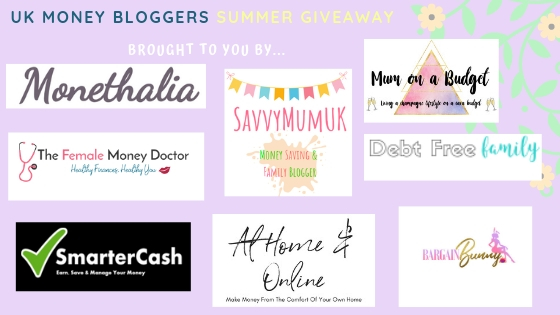 UK MONEY BLOGGERS SUMMER GIVEAWAY
BROUGHT TO YOU BY...
Monethalia
SAVVYMUMUK
MONEY SAVING &
FAMILY BLOGGER
Mum on a Budget
Living a champagne lifestyle on a cava budget
The Female Money Doctor
Healthy Finances, Healthy You
Debt Free family
SmarterCash
Earn, Save & Manage Your Money
At Home &
Online
Make Money From The Comfort Of Your Own Home
BARGAIN Bunny